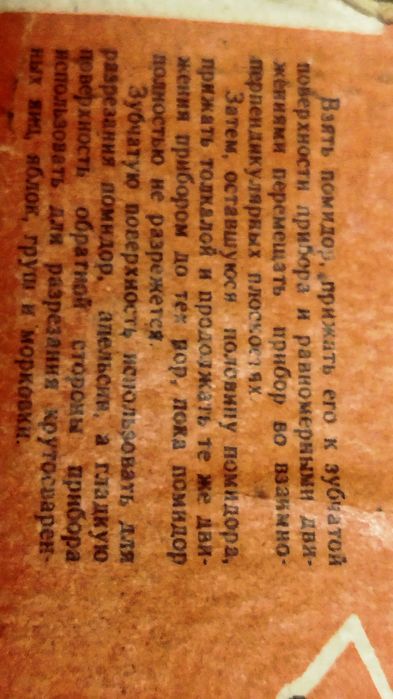 Взять помидор, прижать его к зубчатой
поверхности прибора и равномерными дви-
жениями перемещать прибор во взаимно-
перпендикулярных плоскостях.
Затем, оставшуюся половину помидора,
прижать толкалой и продолжать те же дви-
жения прибором до тех пор, пока помидор
полностью не разрежется.
Зубчатую поверхность использовать для
разрезания помидор, апельсин, а гладкую
поверхность обратной стороны прибора
использовать для разрезания крутосварен-
ных яиц, яблок, груш и моркови.